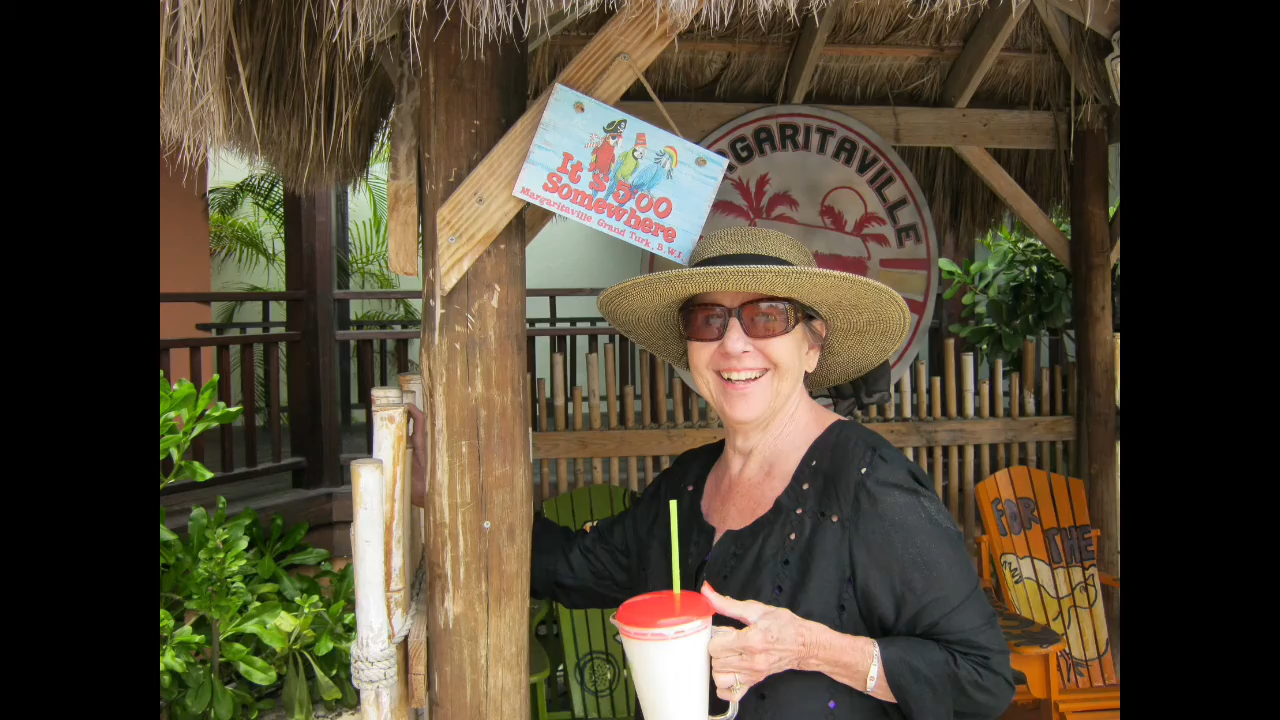 It's 5'00
Somewhere
Margaritaville Grand Turk, B.W.I.
RGARITAVILLE
FOR
THE